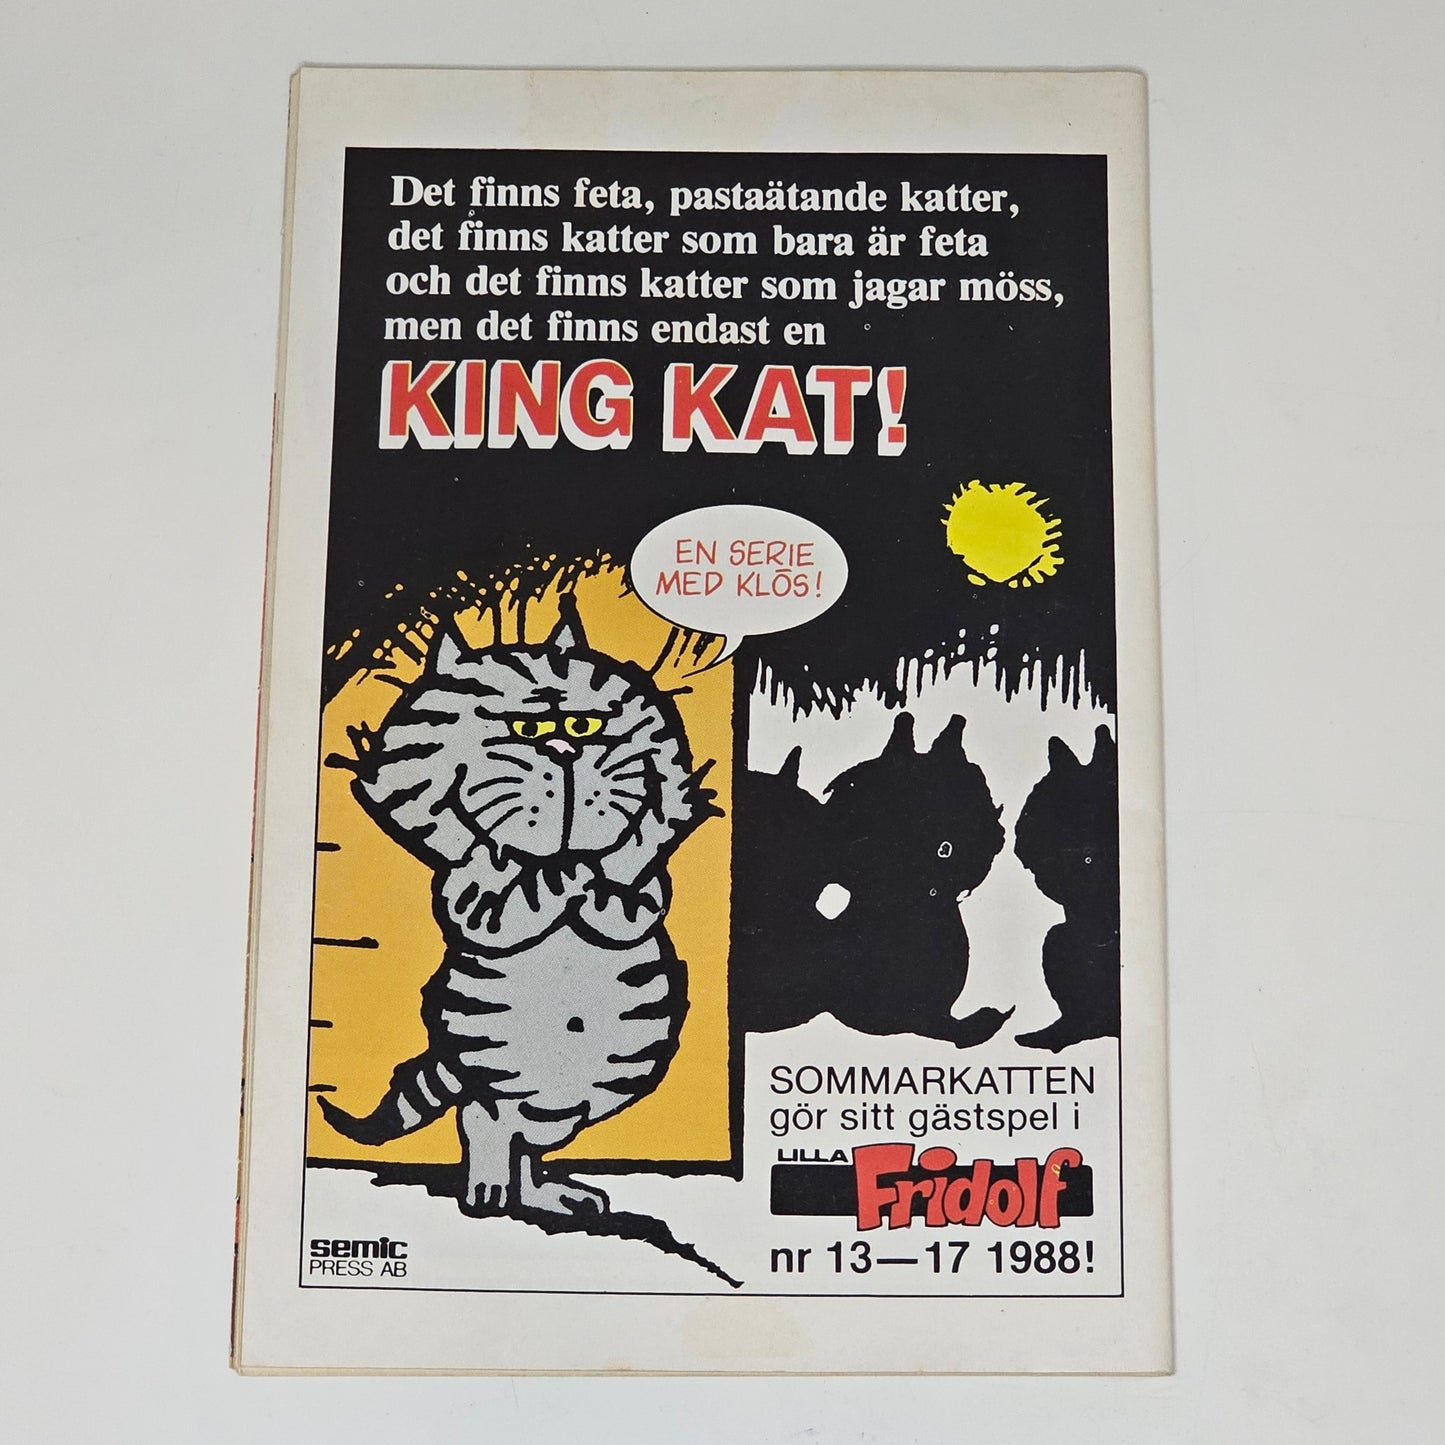 Det finns feta, pastaätande katter,
det finns katter som bara är feta
och det finns katter som jagar möss,
men det finns endast en
KING KAT!
EN SERIE
MED KLÖS!
SOMMARKATTEN
gör sitt gästspel i
LILLA
Fridolf
nr 13—17 1988!
semic
PRESS AB